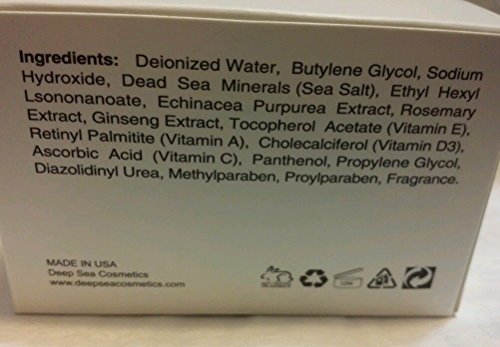 Ingredients: Deionized Water, Butylene Glycol, Sodium
Hydroxide, Dead Sea Minerals (Sea Salt), Ethyl Hexyl
Lsononanoate, Echinacea Purpurea Extract, Rosemary
Extract, Ginseng Extract, Tocopherol Acetate (Vitamin E),
Retinyl Palmitite (Vitamin A), Cholecalciferol (Vitamin D3),
Ascorbic Acid (Vitamin C), Panthenol, Propylene Glycol,
Diazolidinyl Urea, Methylparaben, Proylparaben, Fragrance.
MADE IN USA
Deep Sea Cosmetics
www.deepseacosmetics.com
12M